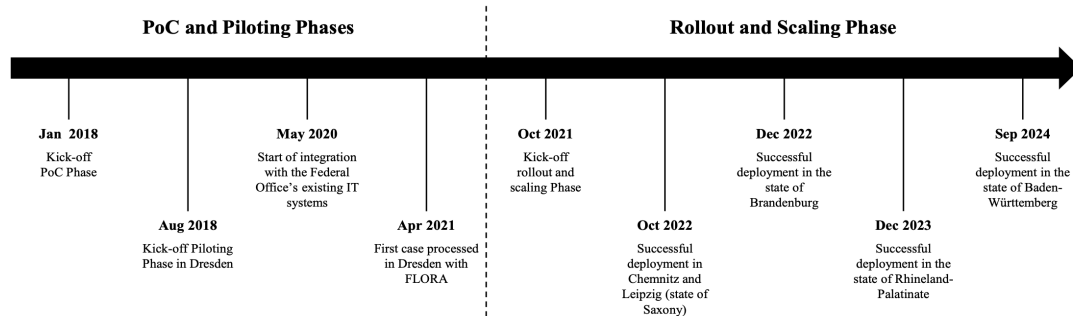 PoC and Piloting Phases
Rollout and Scaling Phase
Jan 2018
Kick-off
PoC Phase
Aug 2018
Kick-off Piloting
Phase in Dresden
May 2020
Start of integration
with the Federal
Office's existing IT
systems
Apr 2021
First case processed
in Dresden with
FLORA
Oct 2021
Kick-off
rollout and
scaling Phase
Oct 2022
Successful
deployment in
Chemnitz and
Leipzig (state of
Saxony)
Dec 2022
Successful
deployment in the
state of
Brandenburg
Dec 2023
Successful
deployment in the
state of Rhineland-
Palatinate
Sep 2024
Successful
deployment in the
state of Baden-
Württemberg